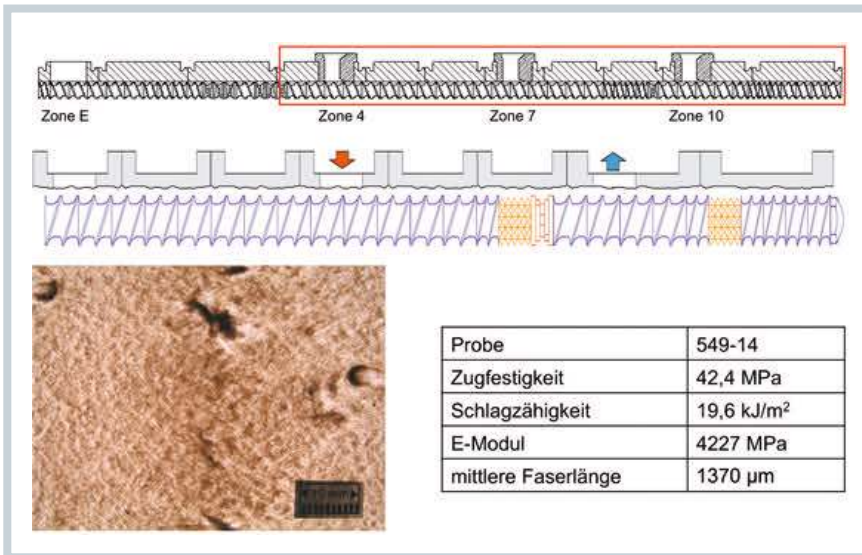 Zone E
Zone 4
Zone 7
Zone 10
Probe 549-14
Zugfestigkeit 42,4 MPa
Schlagzähigkeit 19,6 kJ/m²
E-Modul 4227 MPa
mittlere Faserlänge 1370 µm